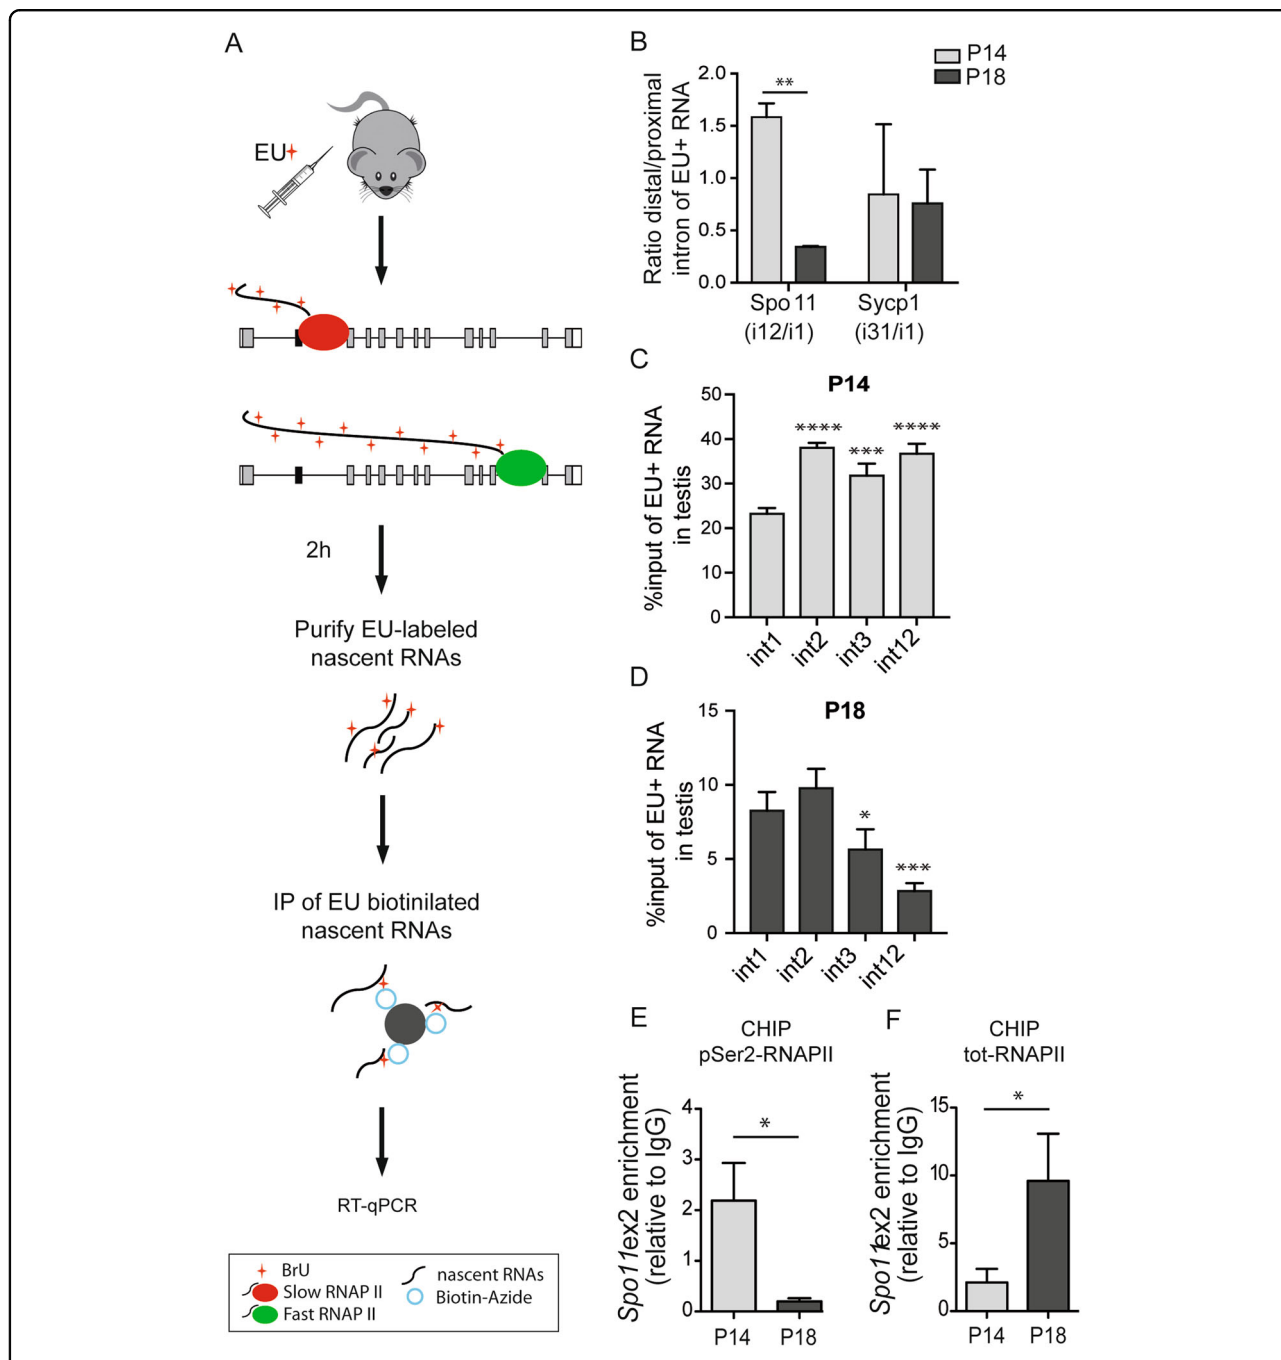 A
EU
2h
Purify EU-labeled
nascent RNAs
IP of EU biotinilated
nascent RNAs
RT-qPCR
BrU
Slow RNAP II
Fast RNAP II
nascent RNAs
Biotin-Azide
B
P14
P18
Ratio distal/proximal
intron of EU+ RNA
2.0
1.5
1.0
0.5
0.0
**
Spo11
(i12/i1)
Sycp1
(i31/i1)
C
P14
%input of EU+ RNA
in testis
50
40
30
20
10
0
****
***
****
int1
int2
int3
int12
D
P18
%input of EU+ RNA
in testis
15
10
5
0
*
***
int1
int2
int3
int12
E
CHIP
pSer2-RNAPII
Spo11ex2 enrichment
(relative to IgG)
4
3
2
1
0
*
P14
P18
F
CHIP
tot-RNAPII
Spo11ex2 enrichment
(relative to IgG)
15
10
5
0
*
P14
P18